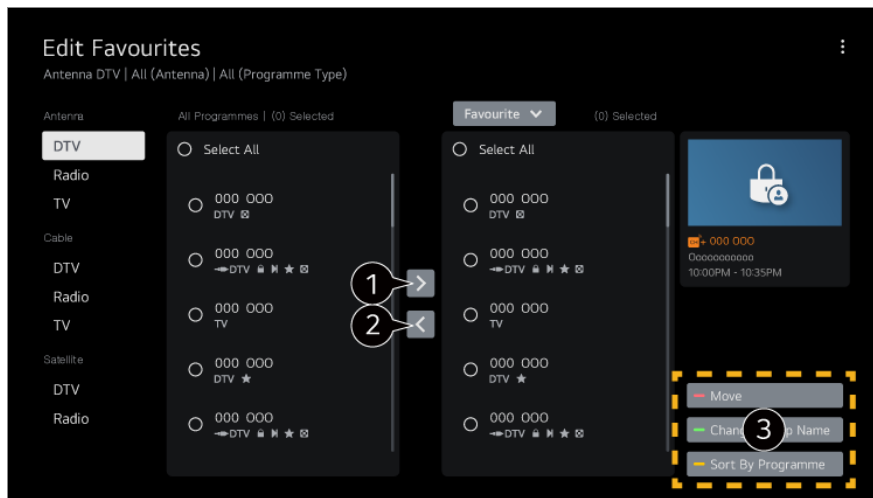 Edit Favourites
Antenna DTV | All (Antenna) | All (Programme Type)
Antenna
DTV
Radio
TV
Cable
DTV
Radio
TV
Satellite
DTV
Radio
All Programmes | (0) Selected
Select All
000 000
DTV
000 000
DTV
000 000
TV
000 000
DTV
000 000
DTV
1
2
Favourite
(0) Selected
Select All
000 000
DTV
000 000
DTV
000 000
TV
000 000
DTV
000 000
DTV
+ 000 000
Oooooooooo
10:00PM - 10:35PM
Move
3
Name
Sort By Programme